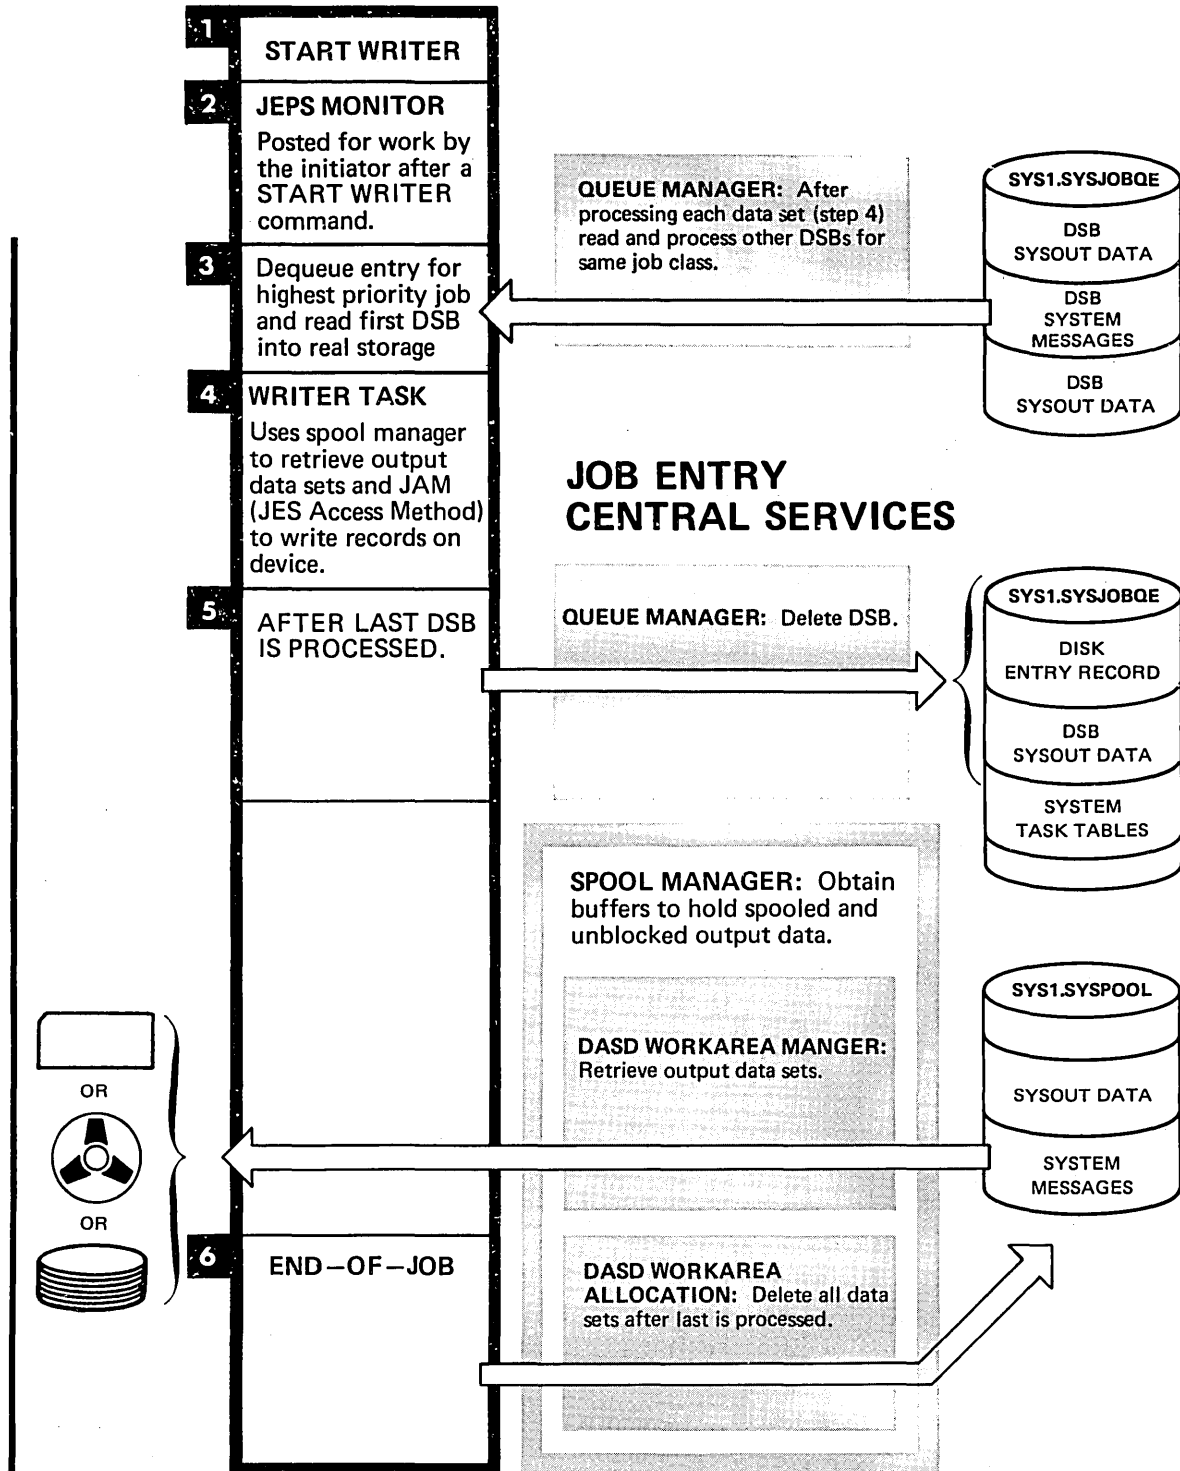 1
START WRITER
2
JEPS MONITOR
Posted for work by
the initiator after a
START WRITER
command.
3
Dequeue entry for
highest priority job
and read first DSB
into real storage
4
WRITER TASK
Uses spool manager
to retrieve output
data sets and JAM
(JES Access Method)
to write records on
device.
5
AFTER LAST DSB
IS PROCESSED.
6
END-OF-JOB
QUEUE MANAGER: After
processing each data set (step 4)
read and process other DSBs for
same job class.
JOB ENTRY
CENTRAL SERVICES
QUEUE MANAGER: Delete DSB.
SPOOL MANAGER: Obtain
buffers to hold spooled and
unblocked output data.
DASD WORKAREA MANGER:
Retrieve output data sets.
DASD WORKAREA
ALLOCATION: Delete all data
sets after last is processed.
SYS1.SYSJOBQE
DSB
SYSOUT DATA
DSB
SYSTEM
MESSAGES
DSB
SYSOUT DATA
SYS1.SYSJOBQE
DISK
ENTRY RECORD
DSB
SYSOUT DATA
SYSTEM
TASK TABLES
SYS1.SYSPOOL
SYSOUT DATA
SYSTEM
MESSAGES
OR
OR